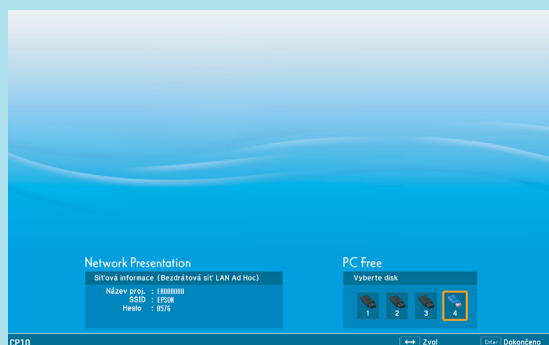 Network Presentation
Síťová informace (Bezdrátová síť LAN Ad Hoc)
Název proj. :
SSID : EPSON
Heslo : 0576
PC Free
Vyberte disk
1 2 3 4
CP10
Zvol
Enter Dokončeno